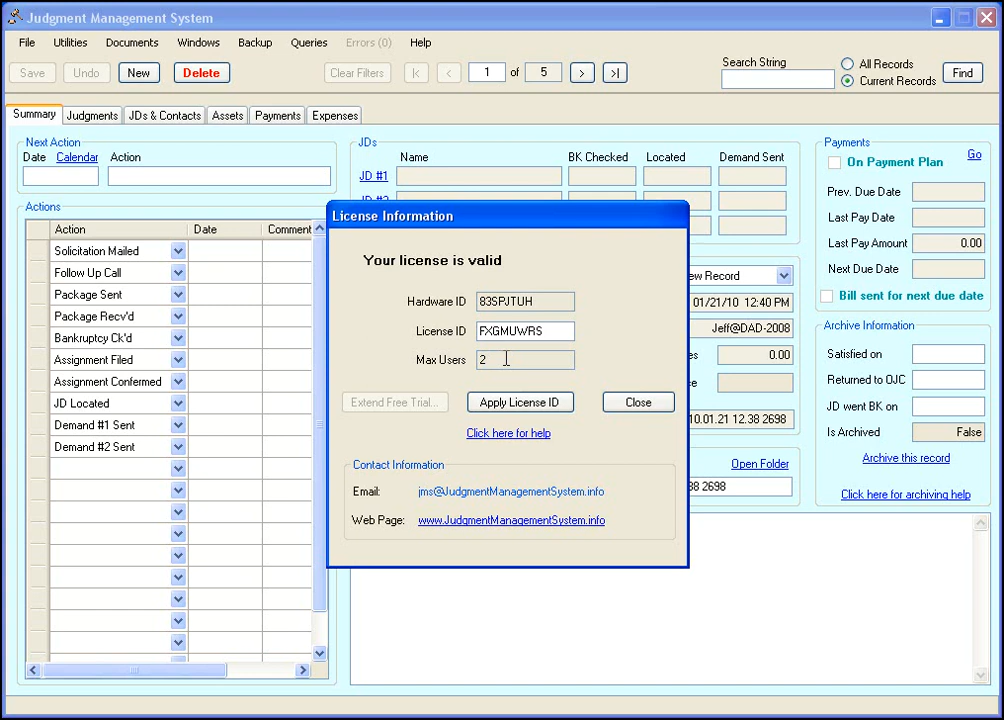 Judgment Management System
File Utilities Documents Windows Backup Queries Errors (0) Help
Save Undo New Delete Clear Filters |< < 1 of 5 > >|
Search String
All Records
Current Records
Find
Summary Judgments JDs & Contacts Assets Payments Expenses
Next Action
Date Calendar Action
Actions
Action Date Comment
Solicitation Mailed
Follow Up Call
Package Sent
Package Recv'd
Bankruptcy Ck'd
Assignment Filed
Assignment Confirmed
JD Located
Demand #1 Sent
Demand #2 Sent
JDs
Name BK Checked Located Demand Sent
JD #1
JD #2
License Information
Your license is valid
Hardware ID 83SPJTUH
License ID FXGMUWRS
Max Users 2
Extend Free Trial... Apply License ID Close
Click here for help
Contact Information
Email: jms@JudgmentManagementSystem.info
Web Page: www.JudgmentManagementSystem.info
Record
01/21/10 12:40 PM
Jeff@DAD-2008
0.00
10.01.21 12.38 2698
Open Folder
38 2698
Payments
On Payment Plan Go
Prev. Due Date
Last Pay Date
Last Pay Amount 0.00
Next Due Date
Bill sent for next due date
Archive Information
Satisfied on
Returned to OJC
JD went BK on
Is Archived False
Archive this record
Click here for archiving help